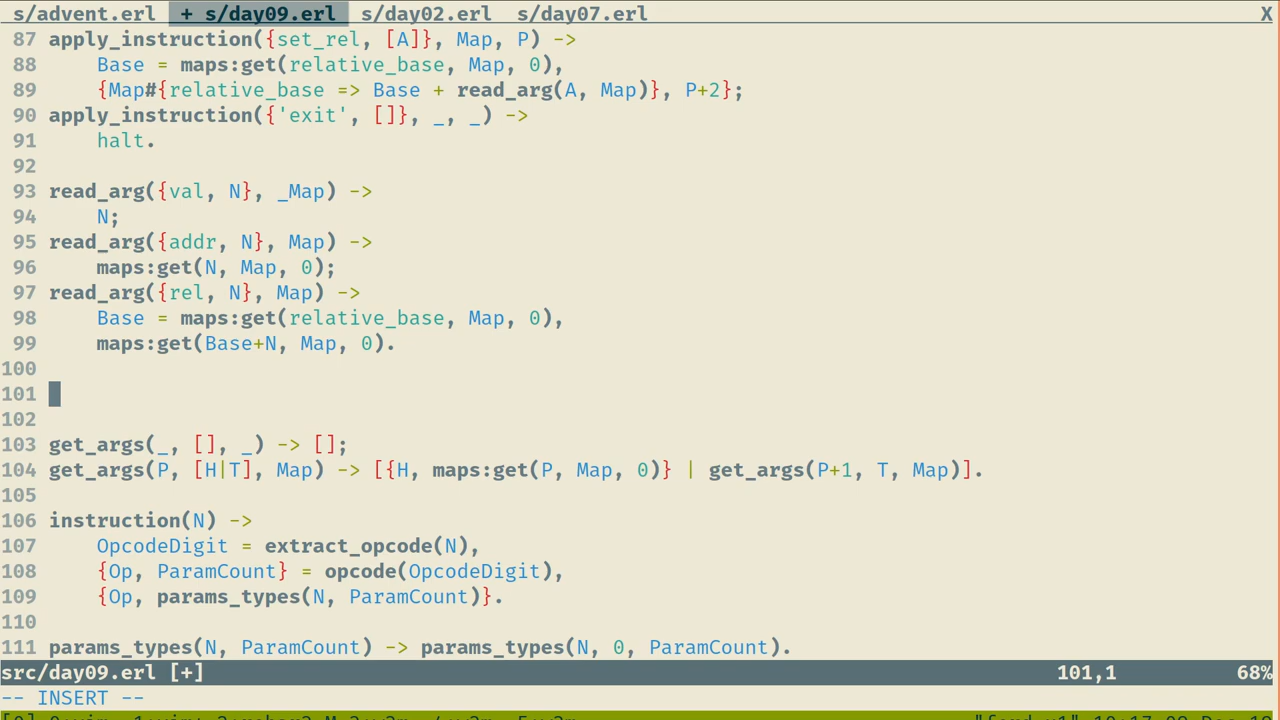 s/advent.erl  + s/day09.erl  s/day02.erl  s/day07.erl X
87 apply_instruction({set_rel, [A]}, Map, P) ->
88     Base = maps:get(relative_base, Map, 0),
89     {Map#{relative_base => Base + read_arg(A, Map)}, P+2};
90 apply_instruction({'exit', []}, _, _) ->
91     halt.
92
93 read_arg({val, N}, _Map) ->
94     N;
95 read_arg({addr, N}, Map) ->
96     maps:get(N, Map, 0);
97 read_arg({rel, N}, Map) ->
98     Base = maps:get(relative_base, Map, 0),
99     maps:get(Base+N, Map, 0).
100
101
102
103 get_args(_, [], _) -> [];
104 get_args(P, [H|T], Map) -> [{H, maps:get(P, Map, 0)} | get_args(P+1, T, Map)].
105
106 instruction(N) ->
107     OpcodeDigit = extract_opcode(N),
108     {Op, ParamCount} = opcode(OpcodeDigit),
109     {Op, params_types(N, ParamCount)}.
110
111 params_types(N, ParamCount) -> params_types(N, 0, ParamCount).
src/day09.erl [+] 101,1 68%
-- INSERT --